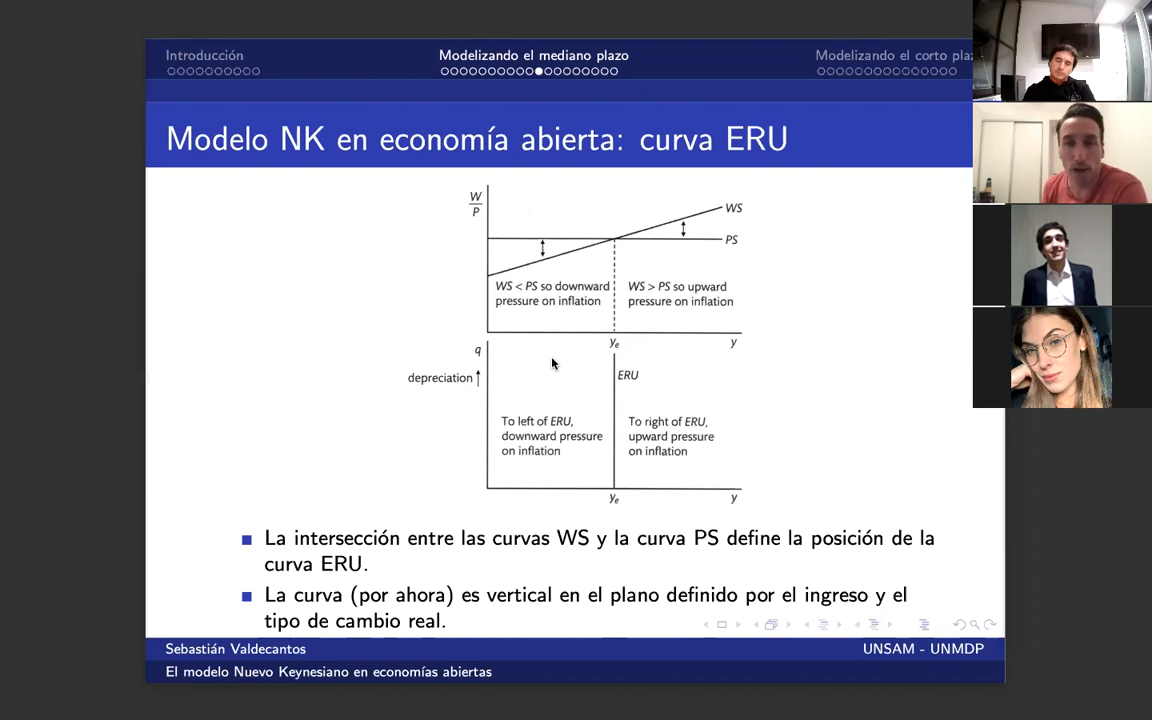 Introducción
Modelizando el mediano plazo
Modelizando el corto plaz
Modelo NK en economía abierta: curva ERU
W
P
WS
PS
WS < PS so downward
pressure on inflation
WS > PS so upward
pressure on inflation
ye
y
q
depreciation
ERU
To left of ERU,
downward pressure
on inflation
To right of ERU,
upward pressure
on inflation
ye
y
La intersección entre las curvas WS y la curva PS define la posición de la
curva ERU.
La curva (por ahora) es vertical en el plano definido por el ingreso y el
tipo de cambio real.
Sebastián Valdecantos
UNSAM - UNMDP
El modelo Nuevo Keynesiano en economías abiertas